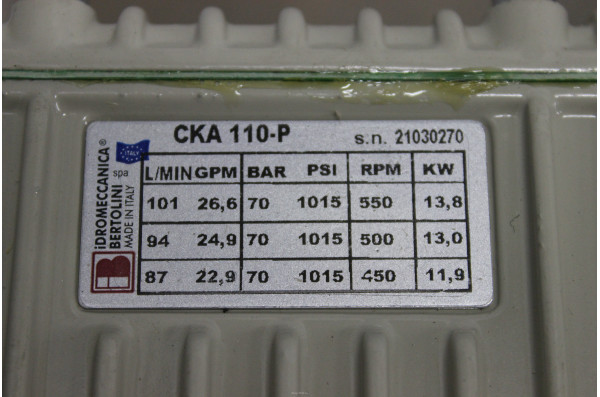 CKA 110-P s.n. 21030270
iDROMECCANICA®
BERTOLINI spa
MADE IN ITALY
ITALY
L/MIN GPM BAR PSI RPM KW
101 26,6 70 1015 550 13,8
94 24,9 70 1015 500 13,0
87 22,9 70 1015 450 11,9